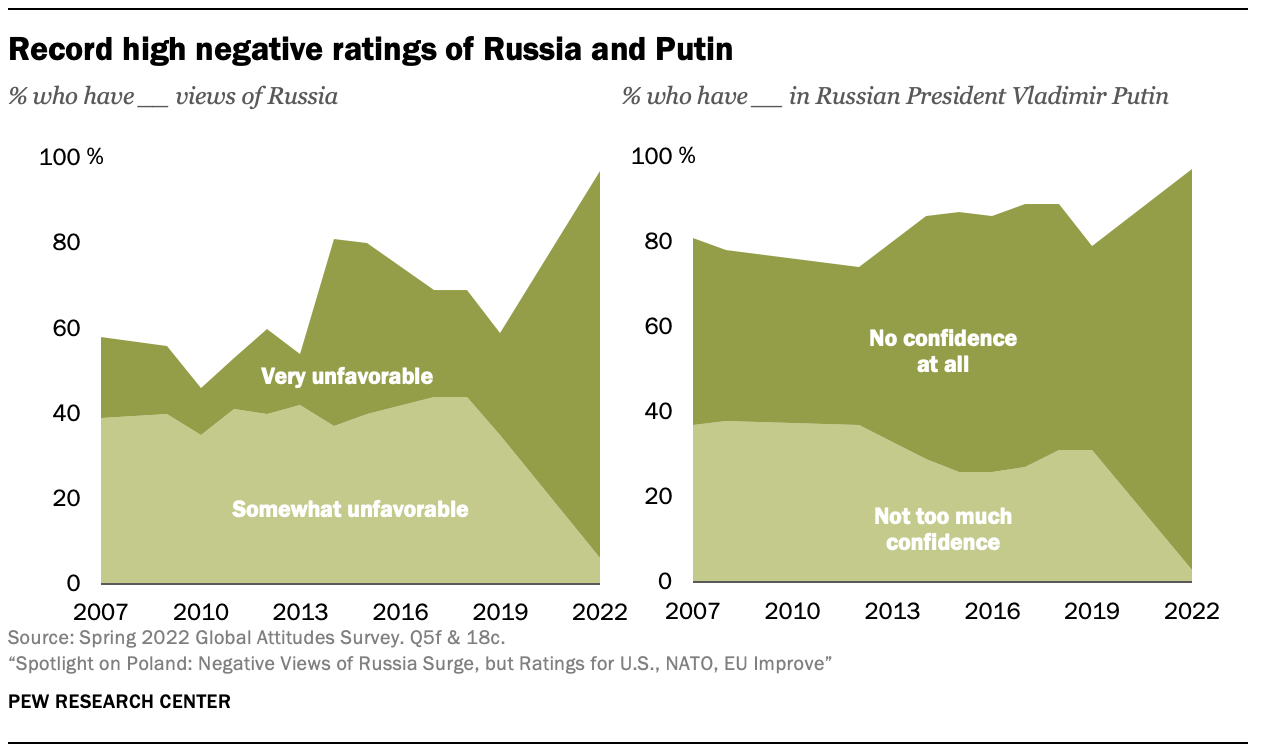 Record high negative ratings of Russia and Putin
% who have __ views of Russia
100 %
80
60
40
20
0
Very unfavorable
Somewhat unfavorable
2007 2010 2013 2016 2019 2022
% who have __ in Russian President Vladimir Putin
100 %
80
60
40
20
0
No confidence
at all
Not too much
confidence
2007 2010 2013 2016 2019 2022
Source: Spring 2022 Global Attitudes Survey. Q5f & 18c.
“Spotlight on Poland: Negative Views of Russia Surge, but Ratings for U.S., NATO, EU Improve”
PEW RESEARCH CENTER